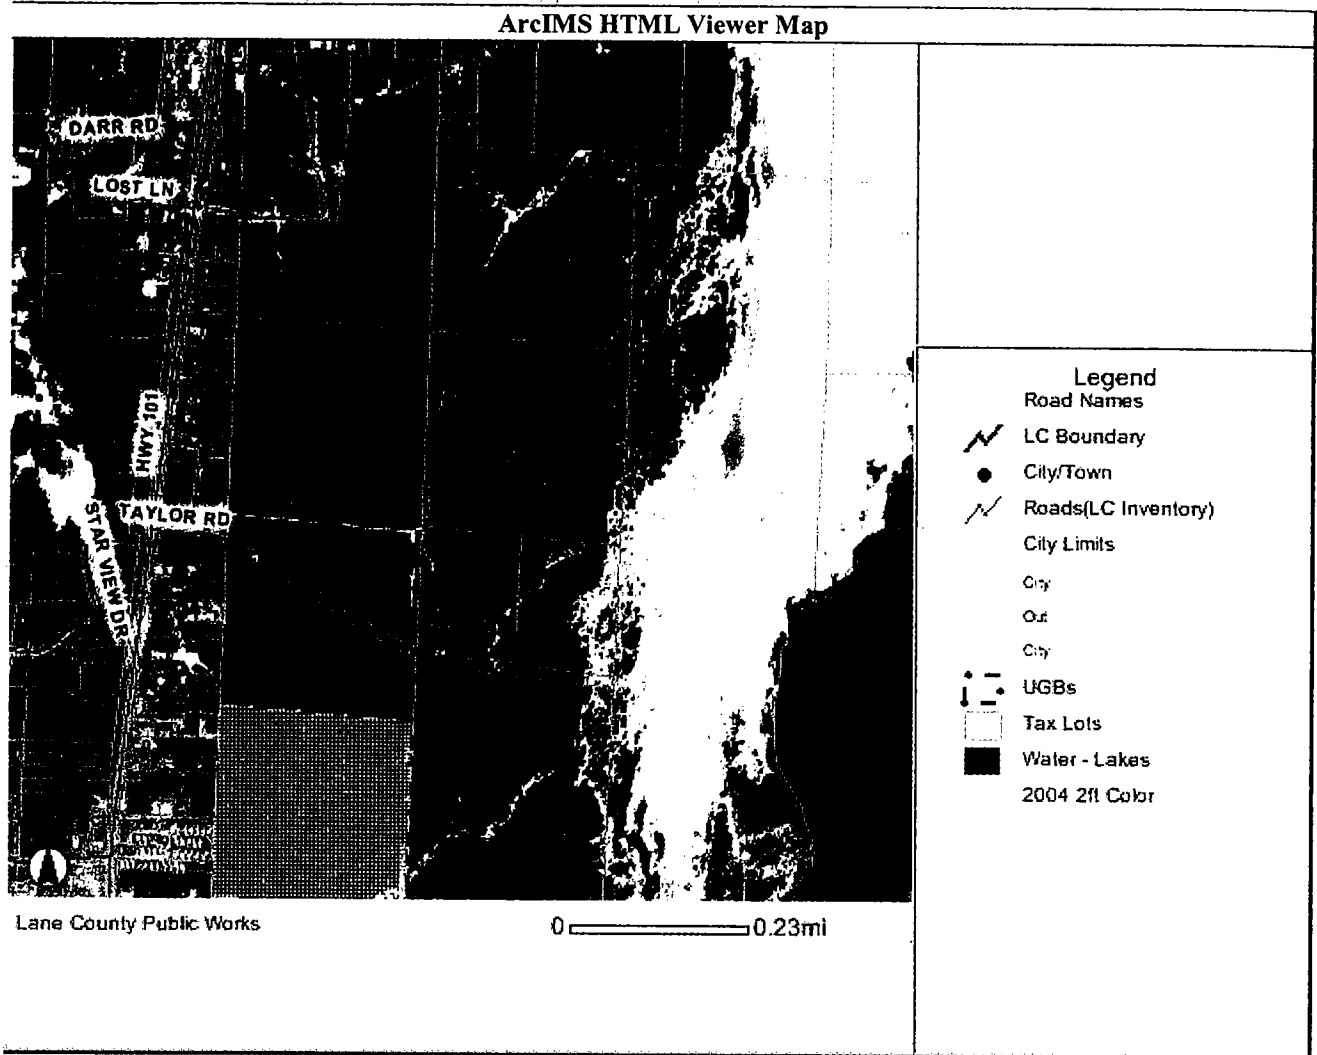 ArcIMS HTML Viewer Map
DARR RD
LOST LN
HWY 101
TAYLOR RD
STAR VIEW DR
Lane County Public Works
0 0.23mi
Legend
Road Names
LC Boundary
City/Town
Roads(LC Inventory)
City Limits
City
Out
City
UGBs
Tax Lots
Water - Lakes
2004 2ft Color